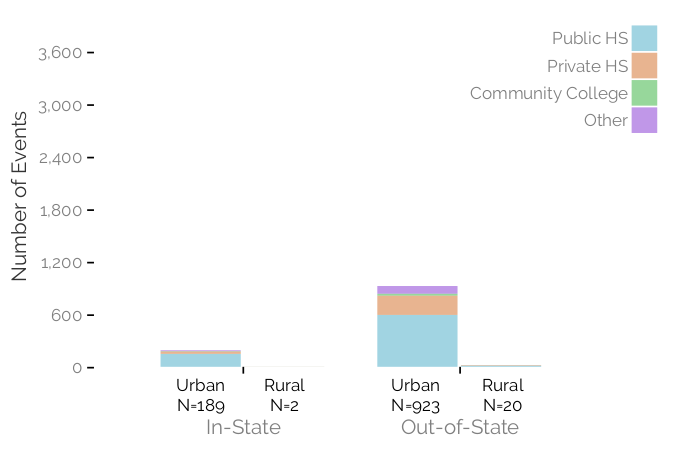 Number of Events
3,600
3,000
2,400
1,800
1,200
600
0
Public HS
Private HS
Community College
Other
Urban
N=189
Rural
N=2
Urban
N=923
Rural
N=20
In-State
Out-of-State